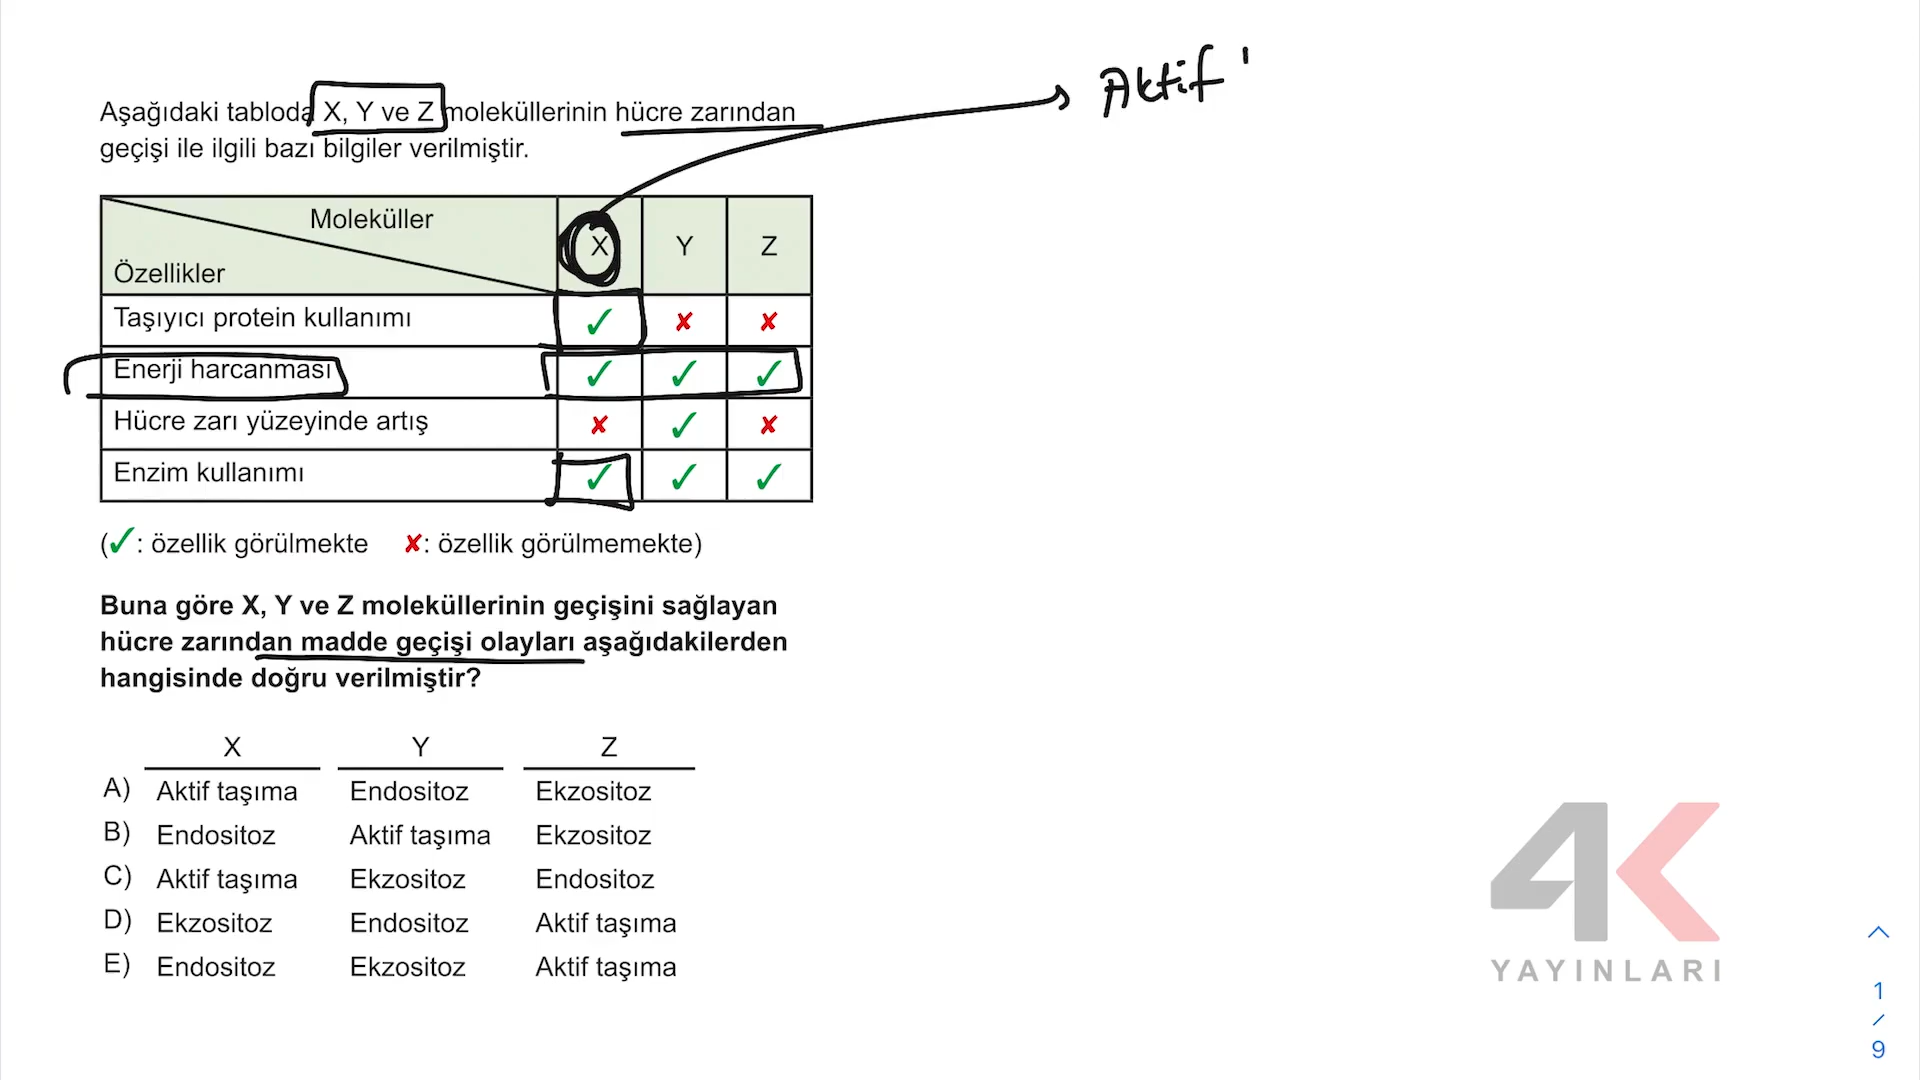 Aktif
Aşağıdaki tabloda X, Y ve Z moleküllerinin hücre zarından
geçişi ile ilgili bazı bilgiler verilmiştir.
Moleküller
Özellikler
X Y Z
Taşıyıcı protein kullanımı ✓ ✘ ✘
Enerji harcanması ✓ ✓ ✓
Hücre zarı yüzeyinde artış ✘ ✓ ✘
Enzim kullanımı ✓ ✓ ✓
(✓: özellik görülmekte ✘: özellik görülmemekte)
Buna göre X, Y ve Z moleküllerinin geçişini sağlayan
hücre zarından madde geçişi olayları aşağıdakilerden
hangisinde doğru verilmiştir?
X Y Z
A) Aktif taşıma Endositoz Ekzositoz
B) Endositoz Aktif taşıma Ekzositoz
C) Aktif taşıma Ekzositoz Endositoz
D) Ekzositoz Endositoz Aktif taşıma
E) Endositoz Ekzositoz Aktif taşıma
4K
YAYINLARI
1
/
9